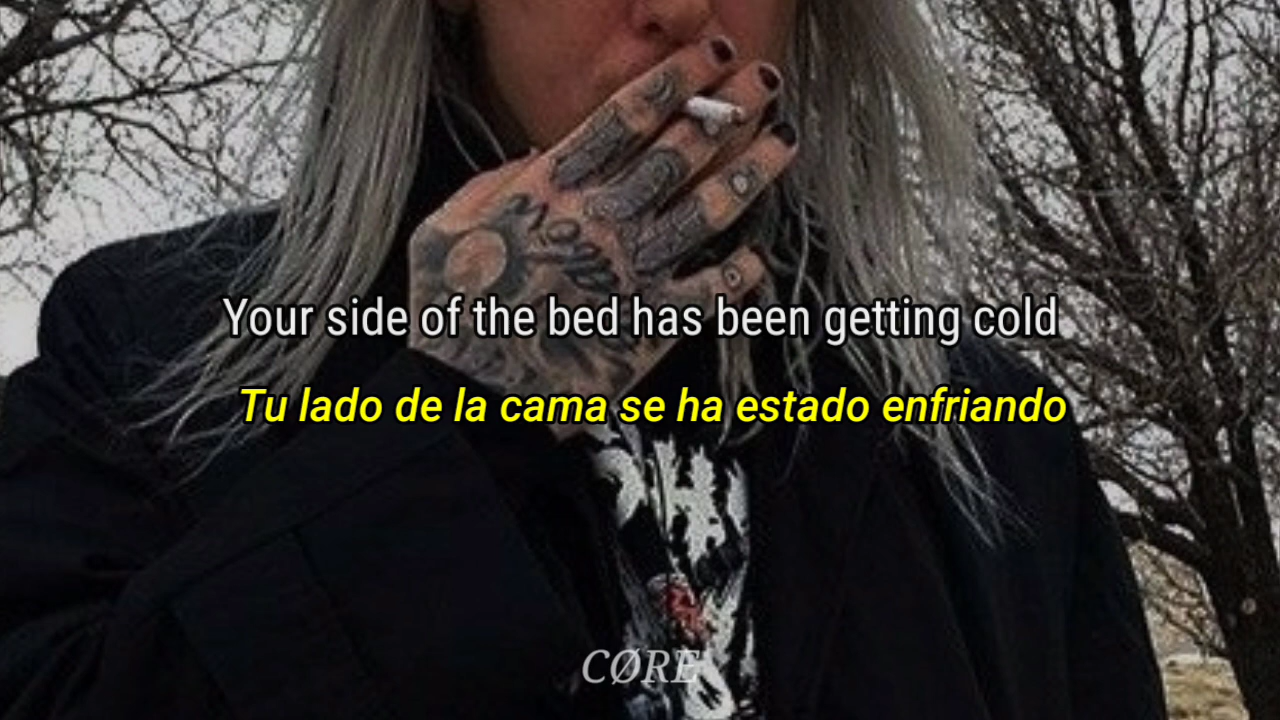 Your side of the bed has been getting cold
Tu lado de la cama se ha estado enfriando
CØRE